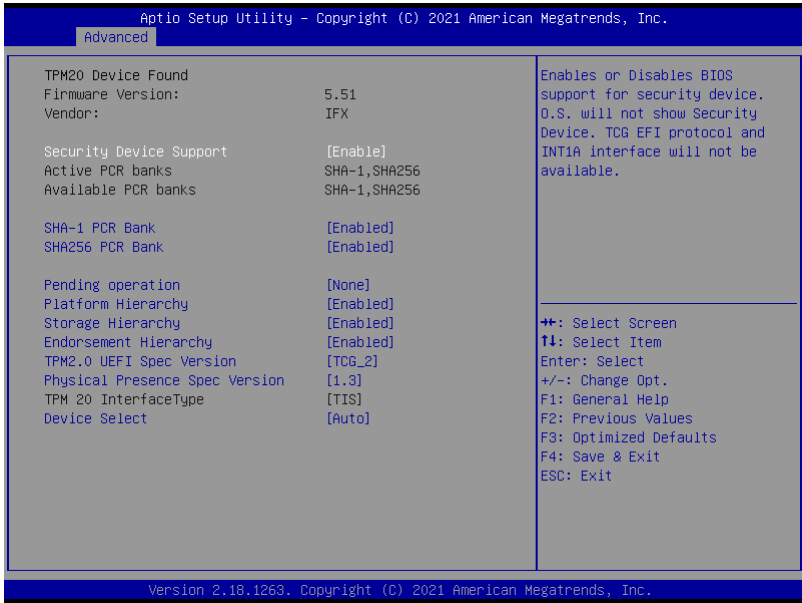 Aptio Setup Utility – Copyright (C) 2021 American Megatrends, Inc.
Advanced
TPM20 Device Found
Firmware Version: 5.51
Vendor: IFX
Security Device Support [Enable]
Active PCR banks SHA-1,SHA256
Available PCR banks SHA-1,SHA256
SHA-1 PCR Bank [Enabled]
SHA256 PCR Bank [Enabled]
Pending operation [None]
Platform Hierarchy [Enabled]
Storage Hierarchy [Enabled]
Endorsement Hierarchy [Enabled]
TPM2.0 UEFI Spec Version [TCG_2]
Physical Presence Spec Version [1.3]
TPM 20 InterfaceType [TIS]
Device Select [Auto]
Enables or Disables BIOS
support for security device.
O.S. will not show Security
Device. TCG EFI protocol and
INT1A interface will not be
available.
→←: Select Screen
↑↓: Select Item
Enter: Select
+/-: Change Opt.
F1: General Help
F2: Previous Values
F3: Optimized Defaults
F4: Save & Exit
ESC: Exit
Version 2.18.1263. Copyright (C) 2021 American Megatrends, Inc.